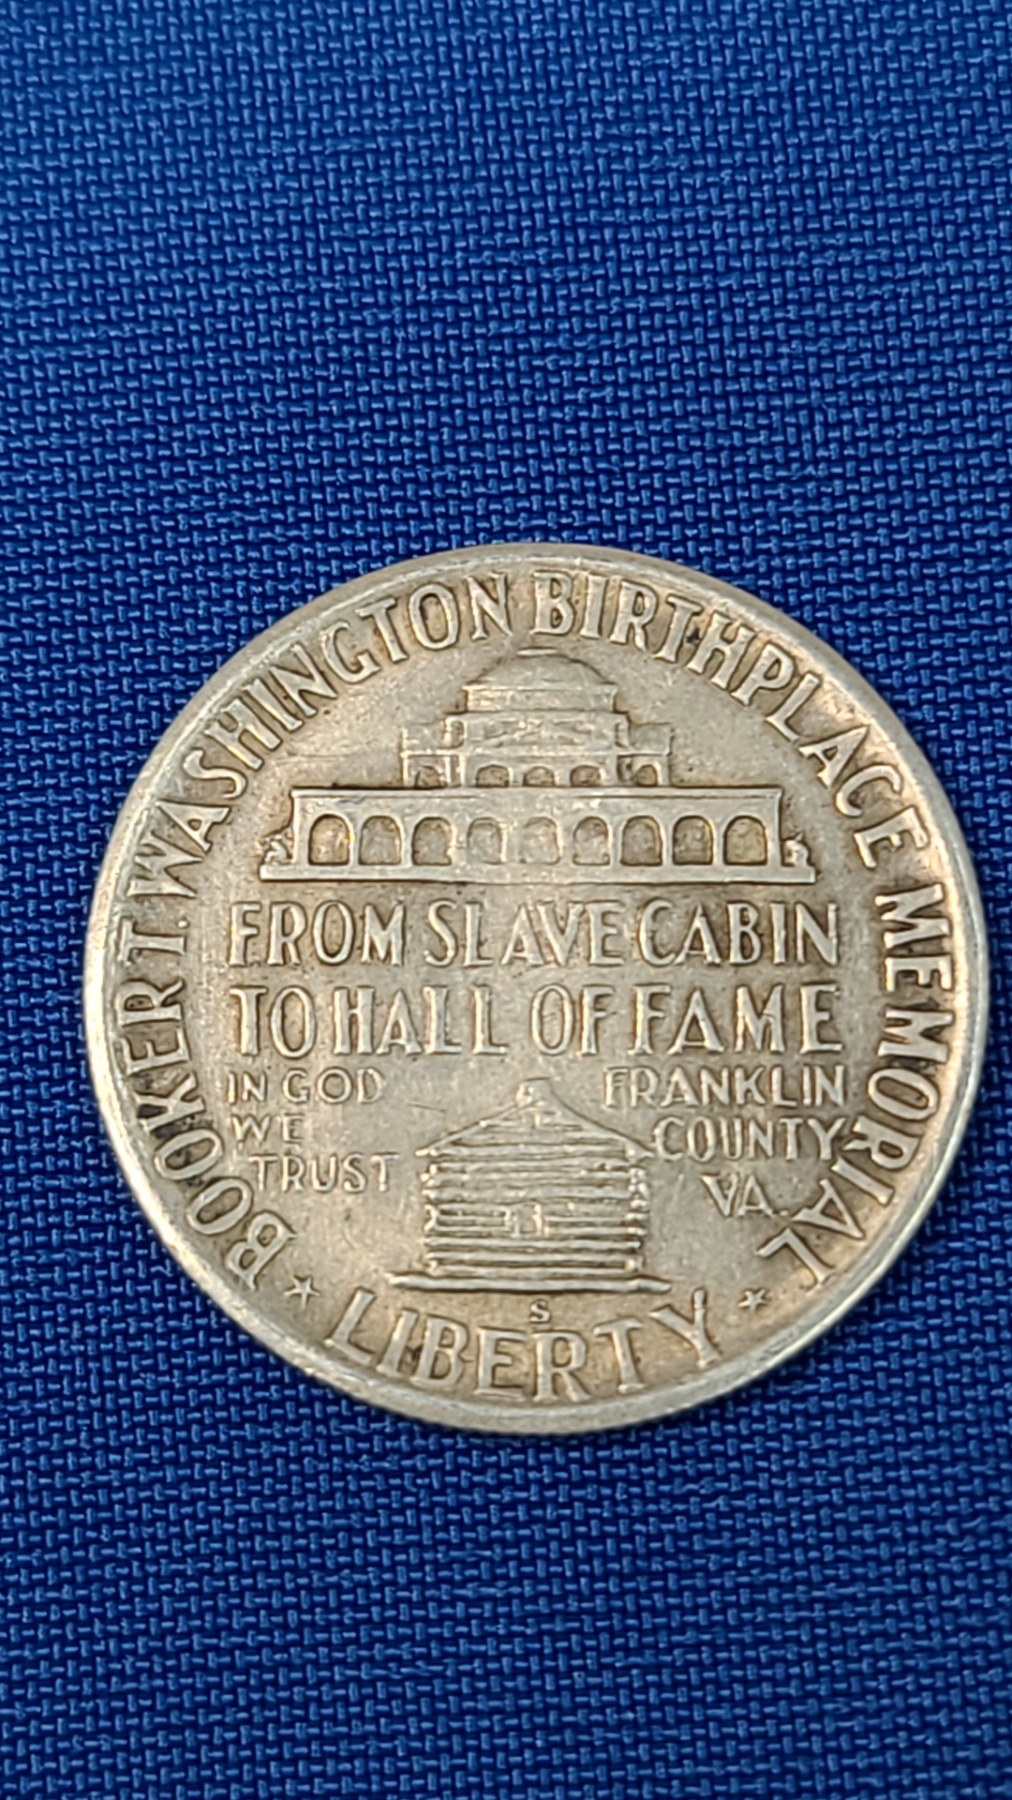 BOOKER T. WASHINGTON BIRTHPLACE MEMORIAL
FROM SLAVE CABIN
TO HALL OF FAME
IN GOD
WE
TRUST
FRANKLIN
COUNTY
VA.
S
LIBERTY